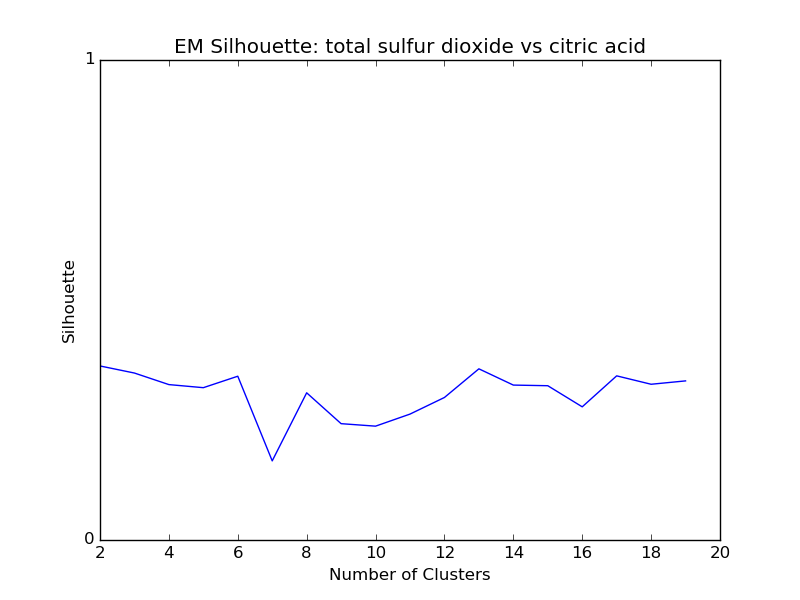 EM Silhouette: total sulfur dioxide vs citric acid
1
Silhouette
0
2 4 6 8 10 12 14 16 18 20
Number of Clusters